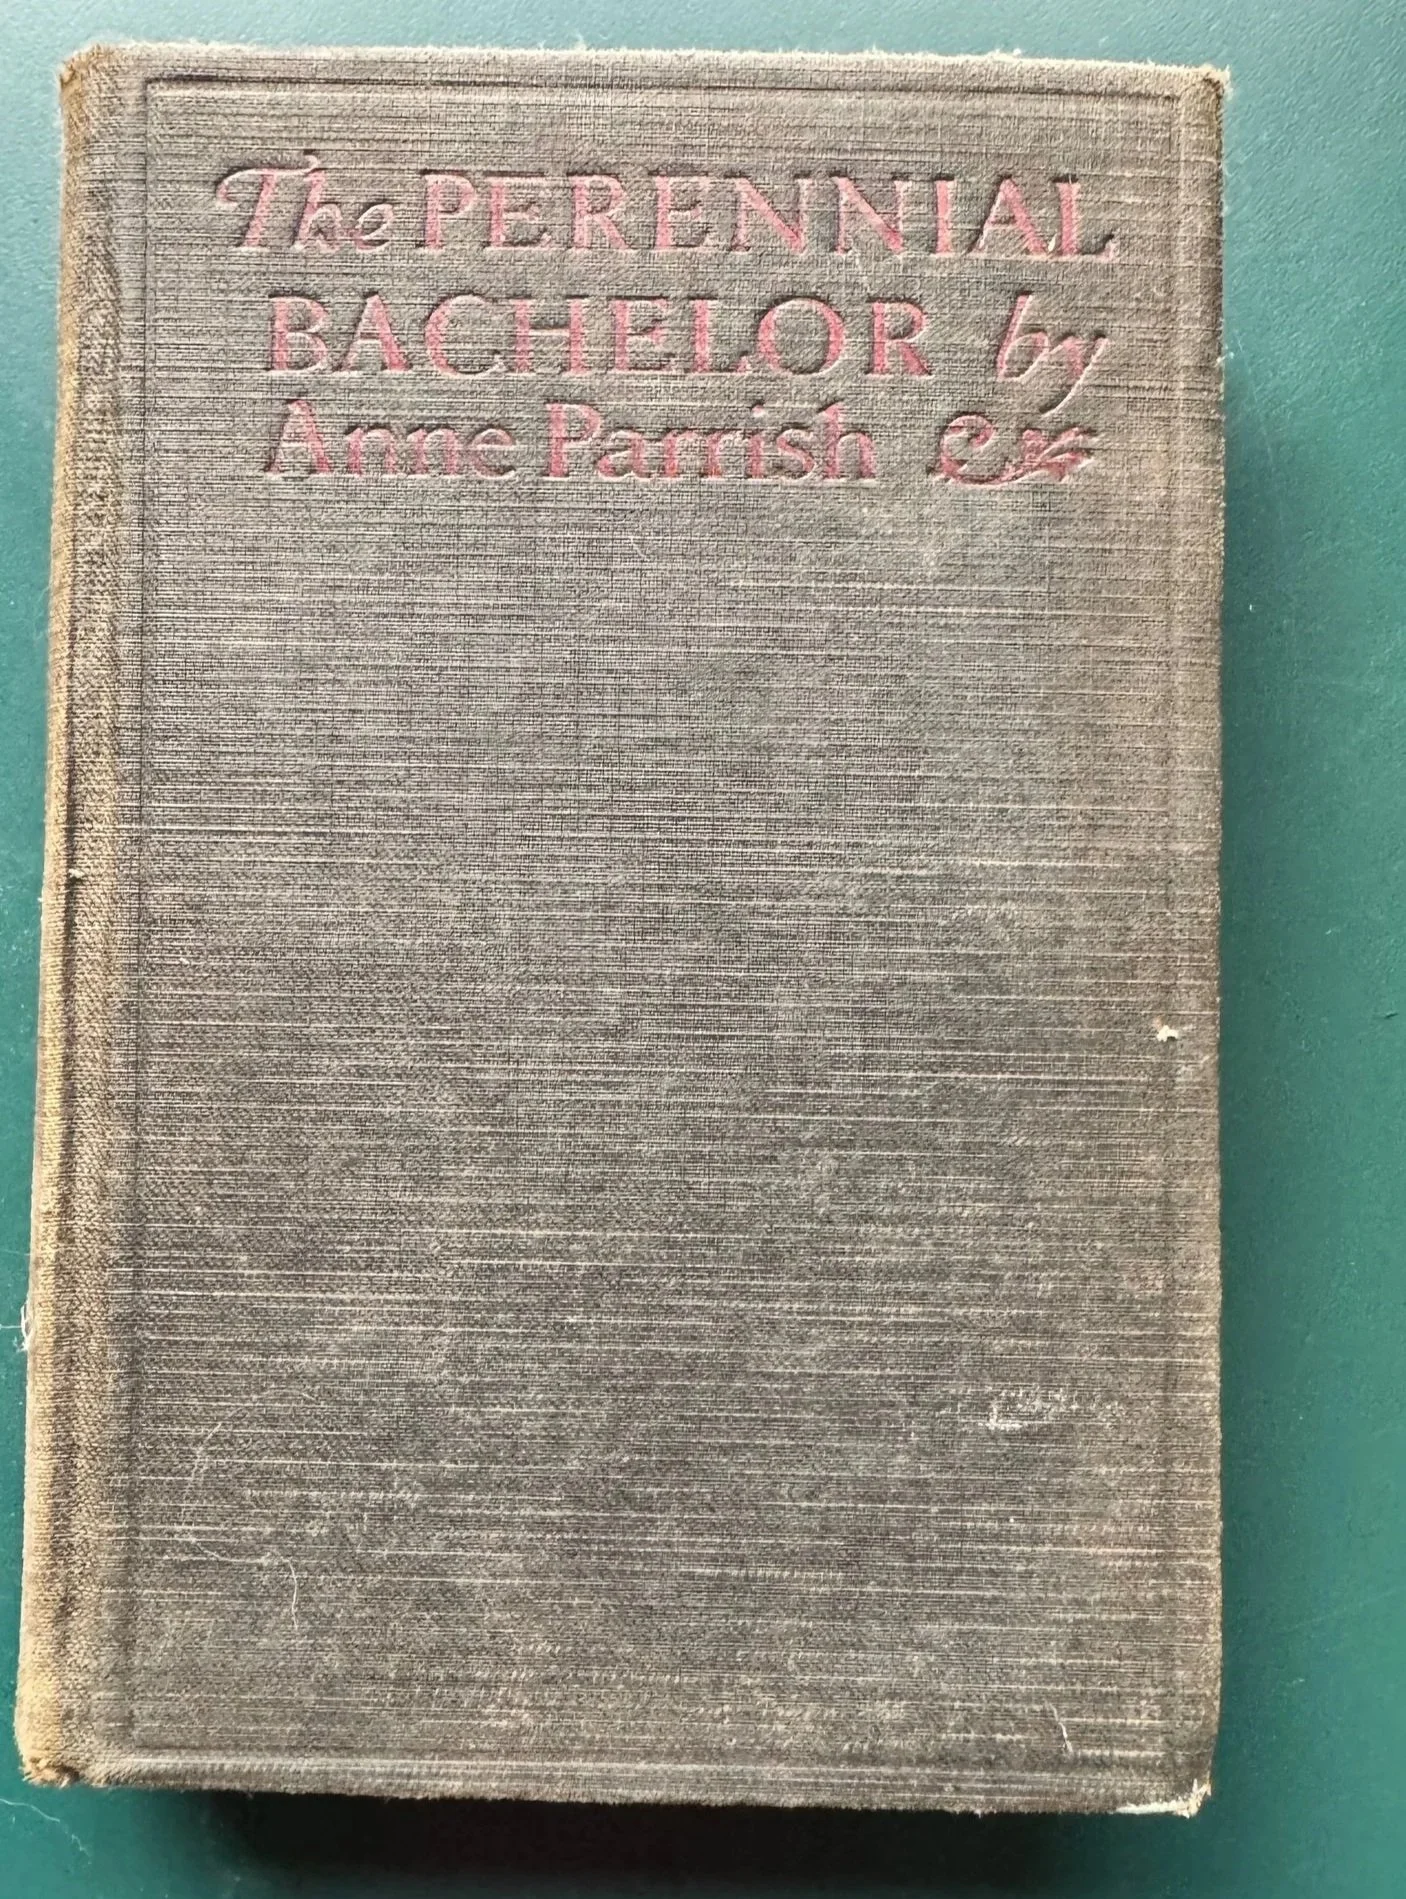 The PERENNIAL
BACHELOR by
Anne Parrish